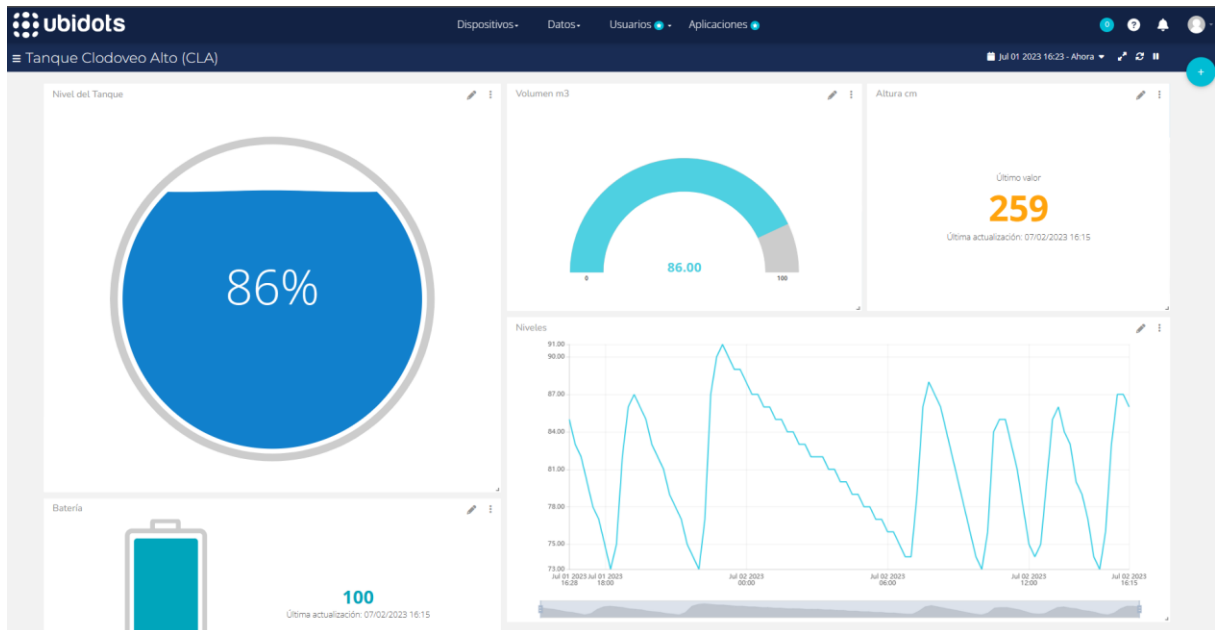 ubidots
Dispositivos Datos Usuarios Aplicaciones 0 ?
Tanque Clodoveo Alto (CLA) Jul 01 2023 16:23 - Ahora
+
Nivel del Tanque
86%
Volumen m3
86.00
0 100
Altura cm
Último valor
259
Última actualización: 07/02/2023 16:15
Niveles
91.00
90.00
87.00
84.00
81.00
78.00
75.00
73.00
Jul 01 2023 Jul 01 2023 Jul 02 2023 Jul 02 2023 Jul 02 2023 Jul 02 2023
16:28 18:00 00:00 06:00 12:00 16:15
Batería
100
Última actualización: 07/02/2023 16:15